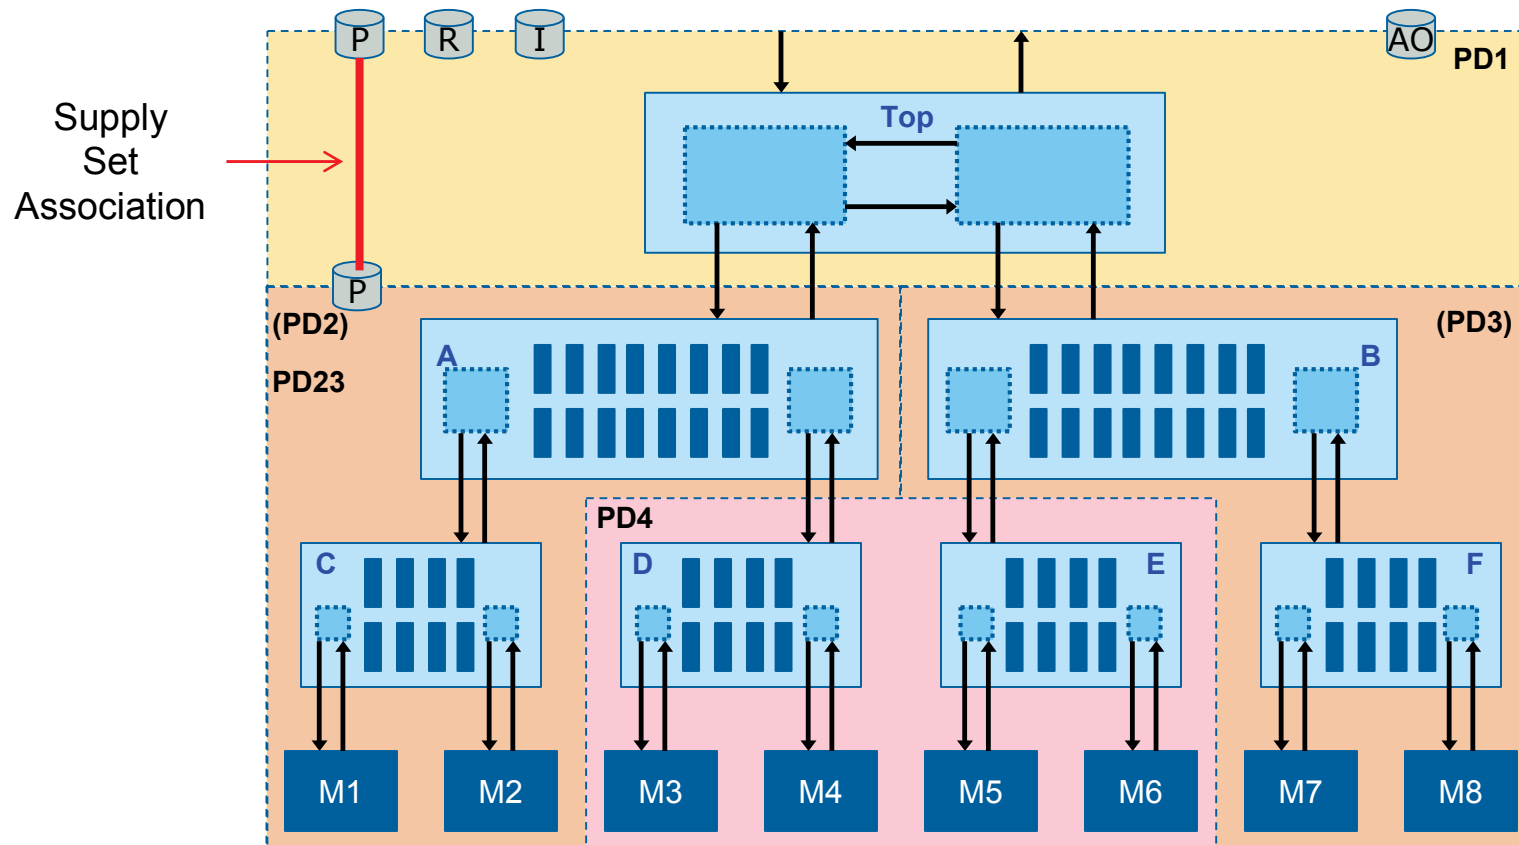 P
R
I
AO
PD1
Supply
Set
Association
Top
P
(PD2)
(PD3)
A
B
PD23
PD4
C
D
E
F
M1
M2
M3
M4
M5
M6
M7
M8